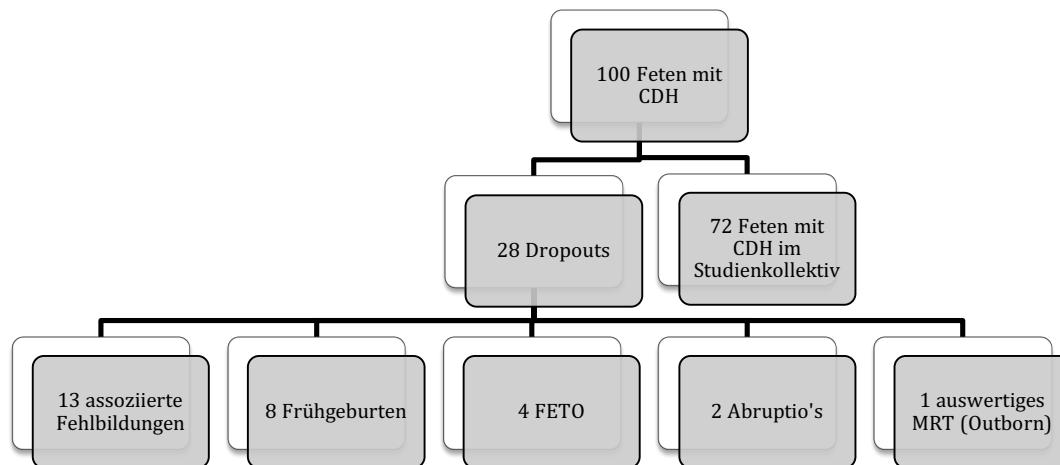 100 Feten mit
CDH
28 Dropouts
72 Feten mit
CDH im
Studienkollektiv
13 assoziierte
Fehlbildungen
8 Frühgeburten
4 FETO
2 Abruptio's
1 auswertiges
MRT (Outborn)